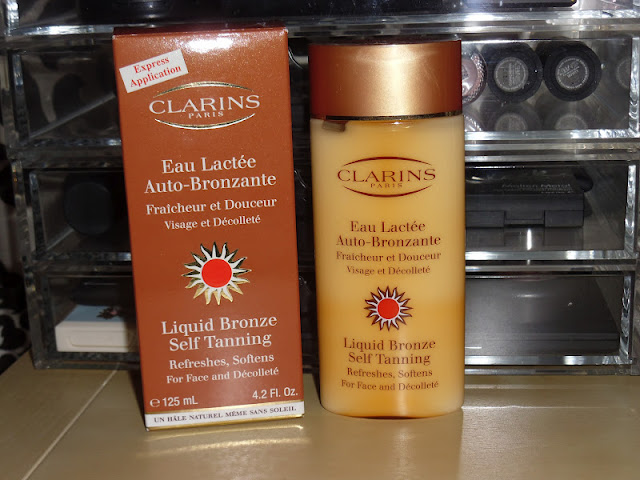 Express
Application
CLARINS
PARIS
Eau Lactée
Auto-Bronzante
Fraîcheur et Douceur
Visage et Décolleté
Liquid Bronze
Self Tanning
Refreshes, Softens
For Face and Décolleté
℮ 125 mL 4.2 Fl. Oz.
UN HÂLE NATUREL MÊME SANS SOLEIL
CLARINS
PARIS
Eau Lactée
Auto-Bronzante
Fraîcheur et Douceur
Visage et Décolleté
Liquid Bronze
Self Tanning
Refreshes, Softens
For Face and Décolleté